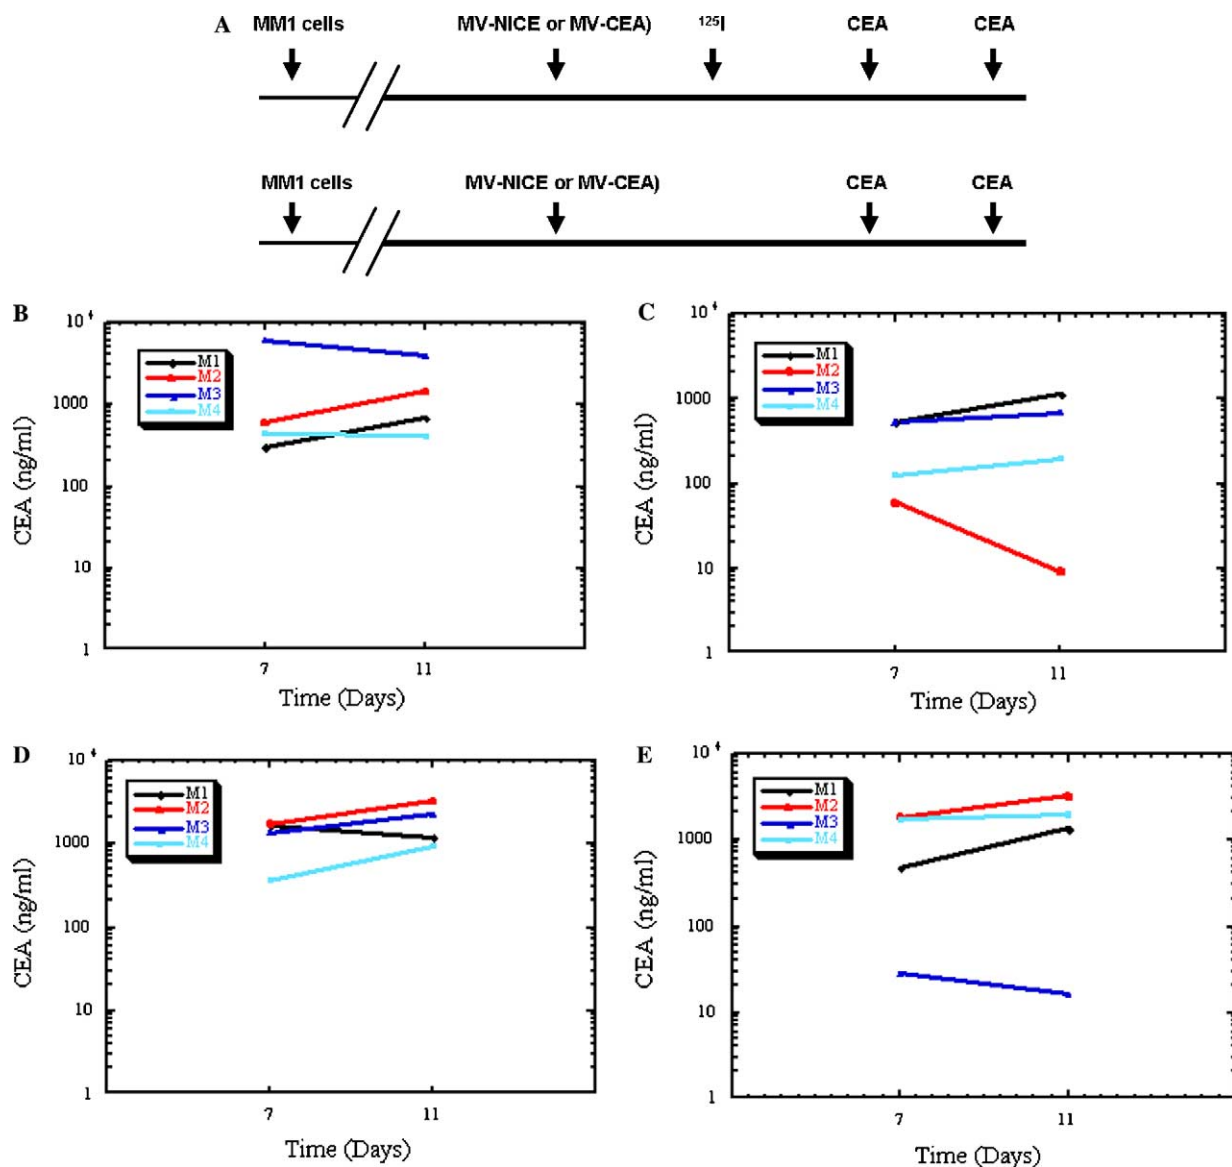 A
MM1 cells MV-NICE or MV-CEA) ¹²⁵I CEA CEA
MM1 cells MV-NICE or MV-CEA) CEA CEA
B
10⁴
1000
100
10
1
CEA (ng/ml)
M1
M2
M3
M4
7 11
Time (Days)
C
10⁴
1000
100
10
1
CEA (ng/ml)
M1
M2
M3
M4
7 11
Time (Days)
D
10⁴
1000
100
10
1
CEA (ng/ml)
M1
M2
M3
M4
7 11
Time (Days)
E
10⁴
1000
100
10
1
CEA (ng/ml)
M1
M2
M3
M4
7 11
Time (Days)